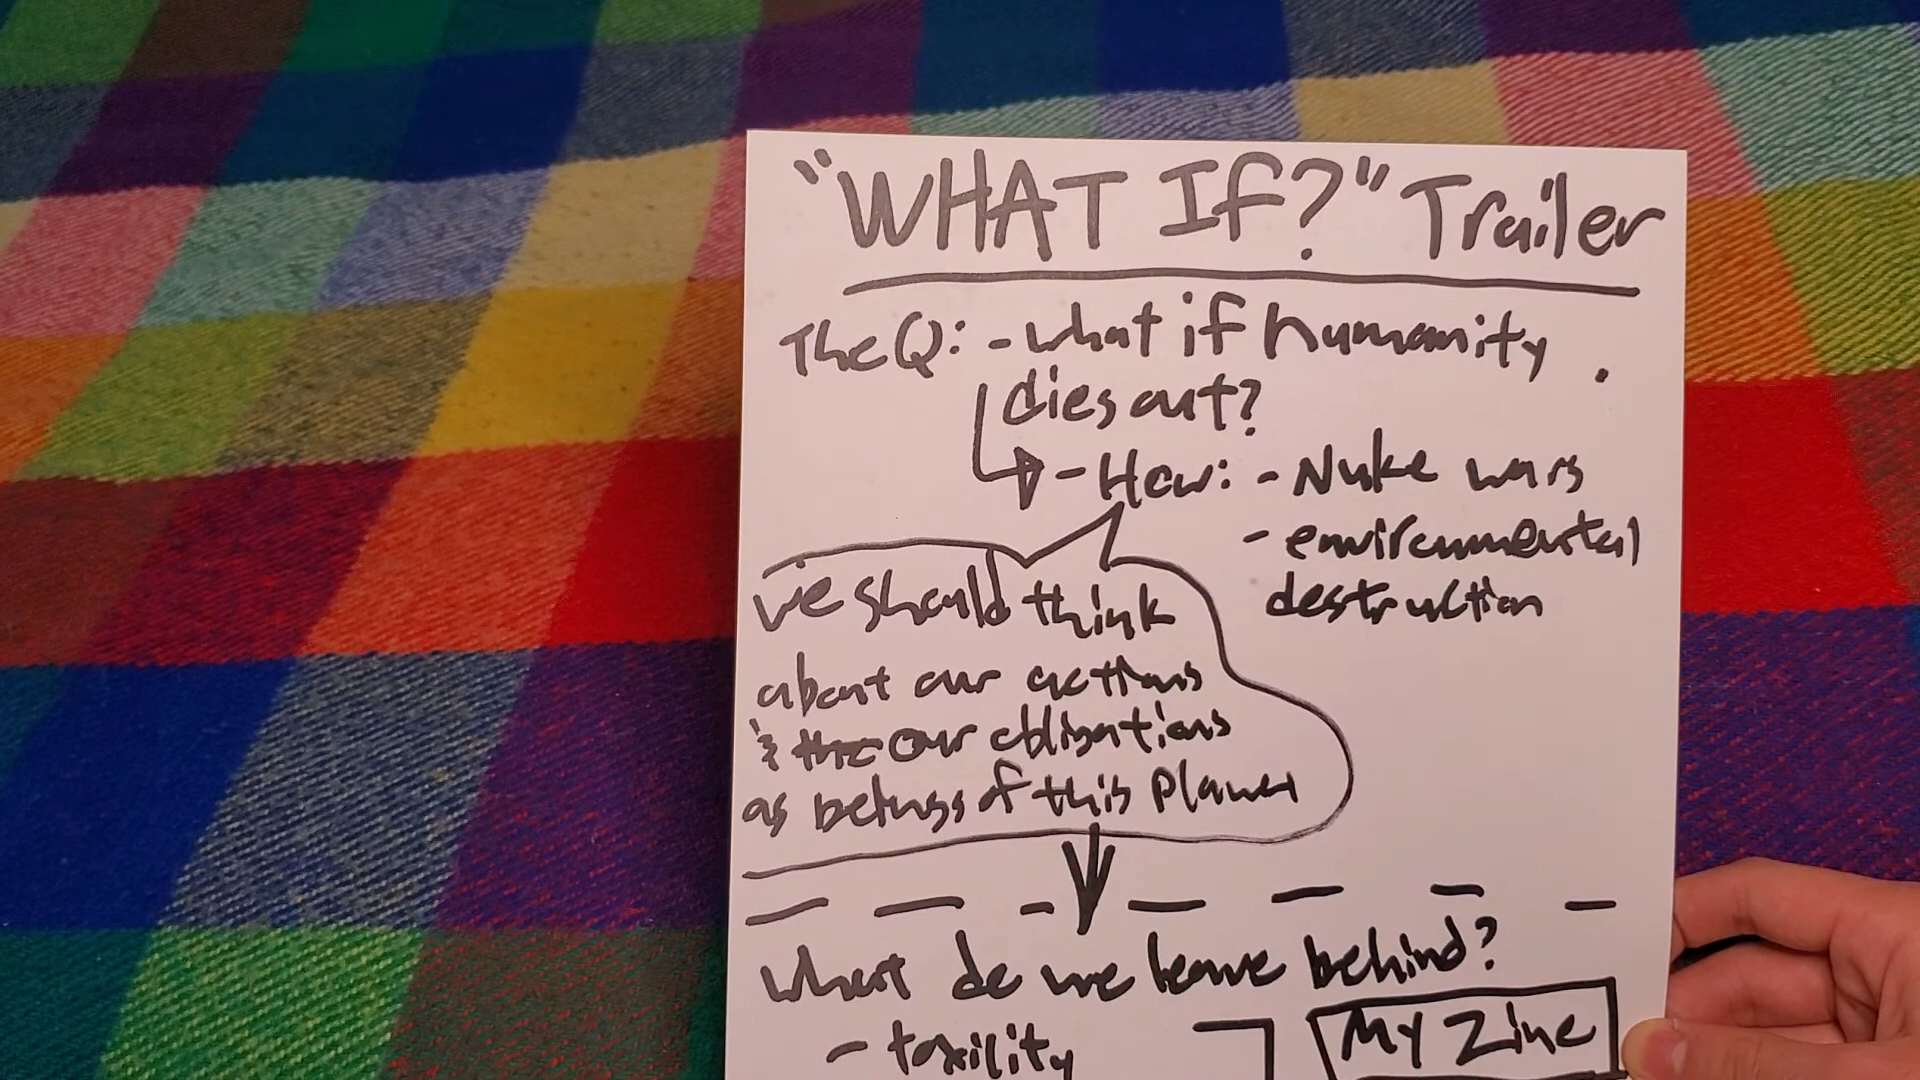 "WHAT If?" Trailer
The Q: - what if humanity
dies out?
- How: - Nuke wars
- environmental
destruction
we should think
about our actions
& the our obligations
as beings of this planet
What do we leave behind?
- toxicity
My Zine